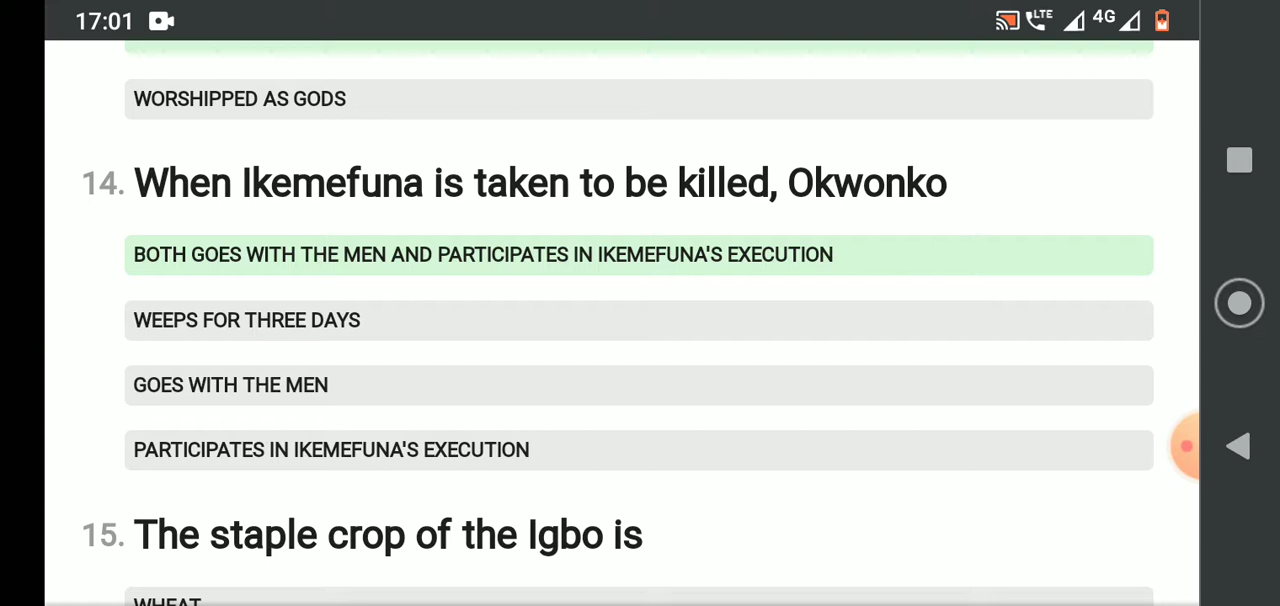 17:01
LTE
4G
WORSHIPPED AS GODS
14. When Ikemefuna is taken to be killed, Okwonko
BOTH GOES WITH THE MEN AND PARTICIPATES IN IKEMEFUNA'S EXECUTION
WEEPS FOR THREE DAYS
GOES WITH THE MEN
PARTICIPATES IN IKEMEFUNA'S EXECUTION
15. The staple crop of the Igbo is
WHEAT